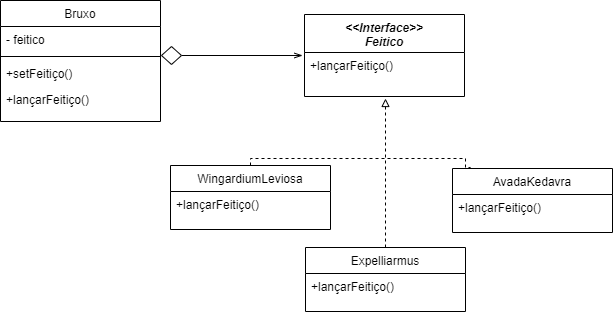 Bruxo
- feitico
+setFeitiço()
+lançarFeitiço()
<<Interface>>
Feitico
+lançarFeitiço()
WingardiumLeviosa
+lançarFeitiço()
AvadaKedavra
+lançarFeitiço()
Expelliarmus
+lançarFeitiço()